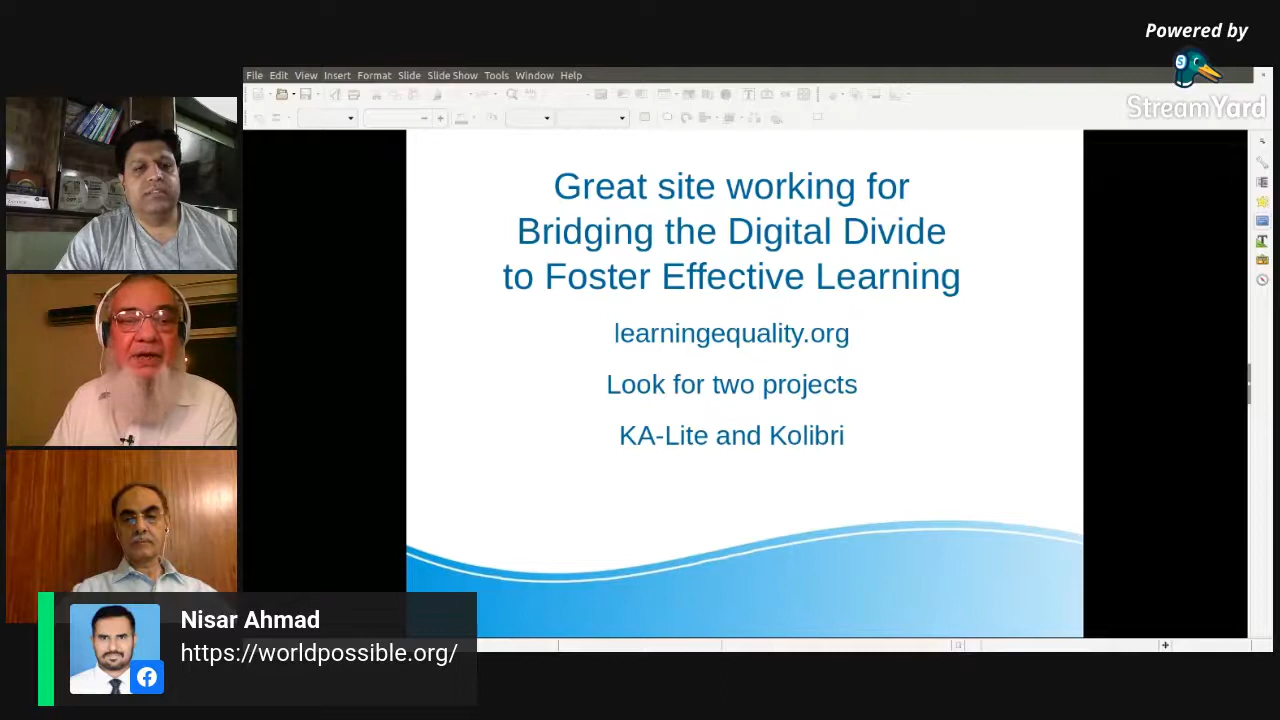 Powered by
StreamYard
File Edit View Insert Format Slide Slide Show Tools Window Help
Great site working for
Bridging the Digital Divide
to Foster Effective Learning
learningequality.org
Look for two projects
KA-Lite and Kolibri
Nisar Ahmad
https://worldpossible.org/